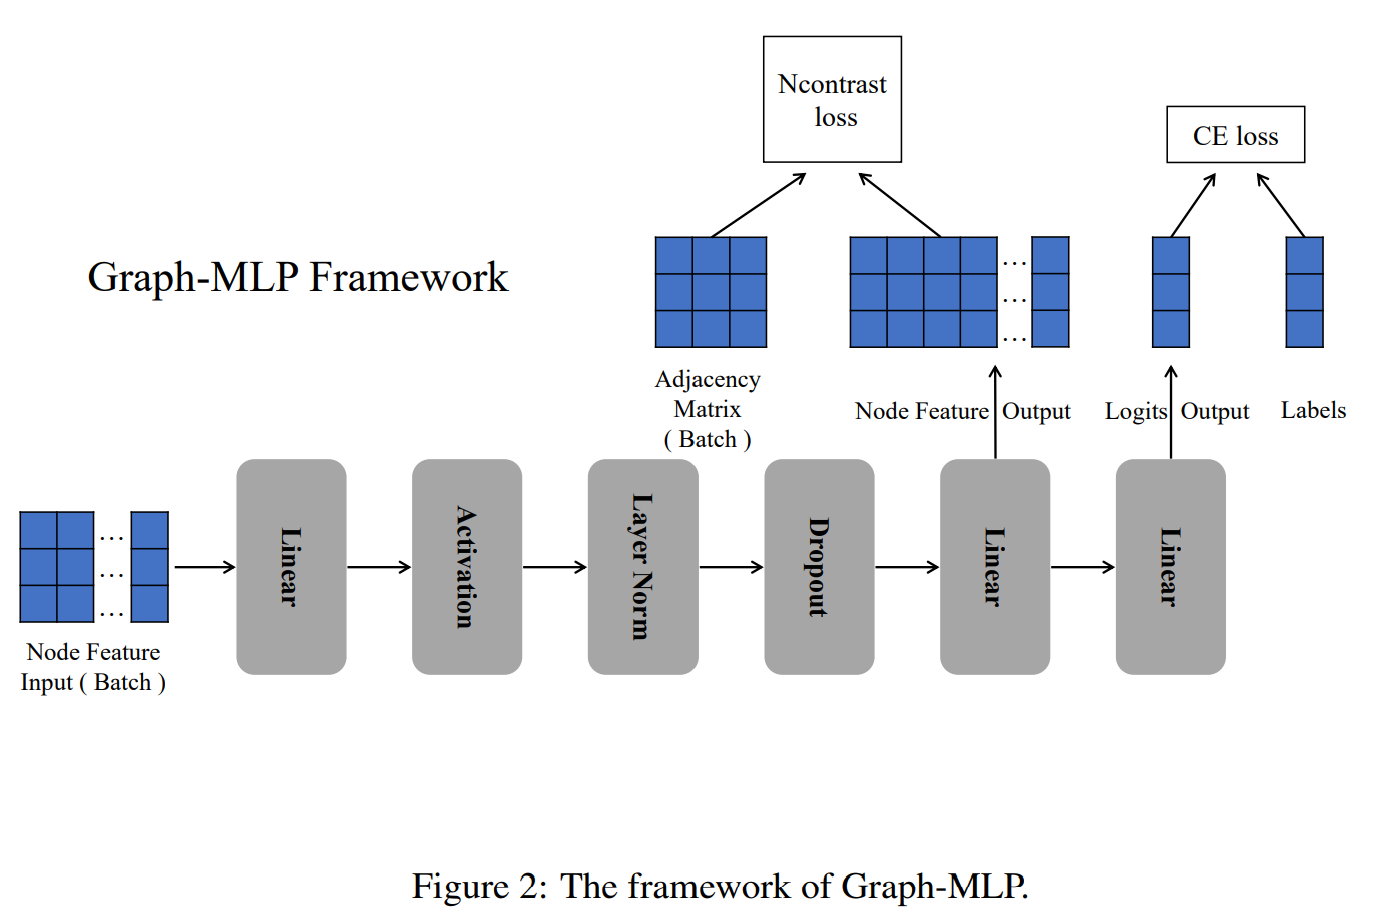 Ncontrast
loss
CE loss
Graph-MLP Framework
...
...
...
Adjacency
Matrix
( Batch )
Node Feature Output
Logits Output
Labels
...
...
...
Linear
Activation
Layer Norm
Dropout
Linear
Linear
Node Feature
Input ( Batch )
Figure 2: The framework of Graph-MLP.